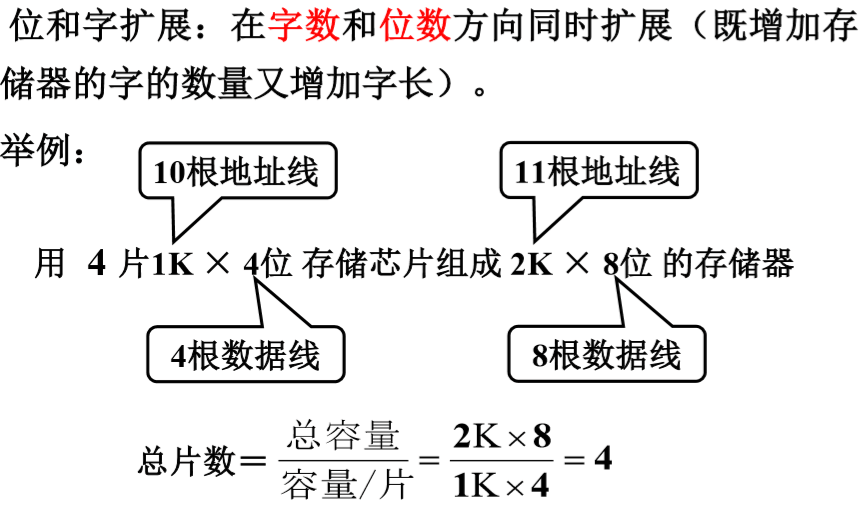 位和字扩展：在字数和位数方向同时扩展（既增加存
储器的字的数量又增加字长）。
举例：
10根地址线
11根地址线
用 4 片1K × 4位 存储芯片组成 2K × 8位 的存储器
4根数据线
8根数据线
总片数＝ 总容量 / 容量/片 = 2K×8 / 1K×4 = 4